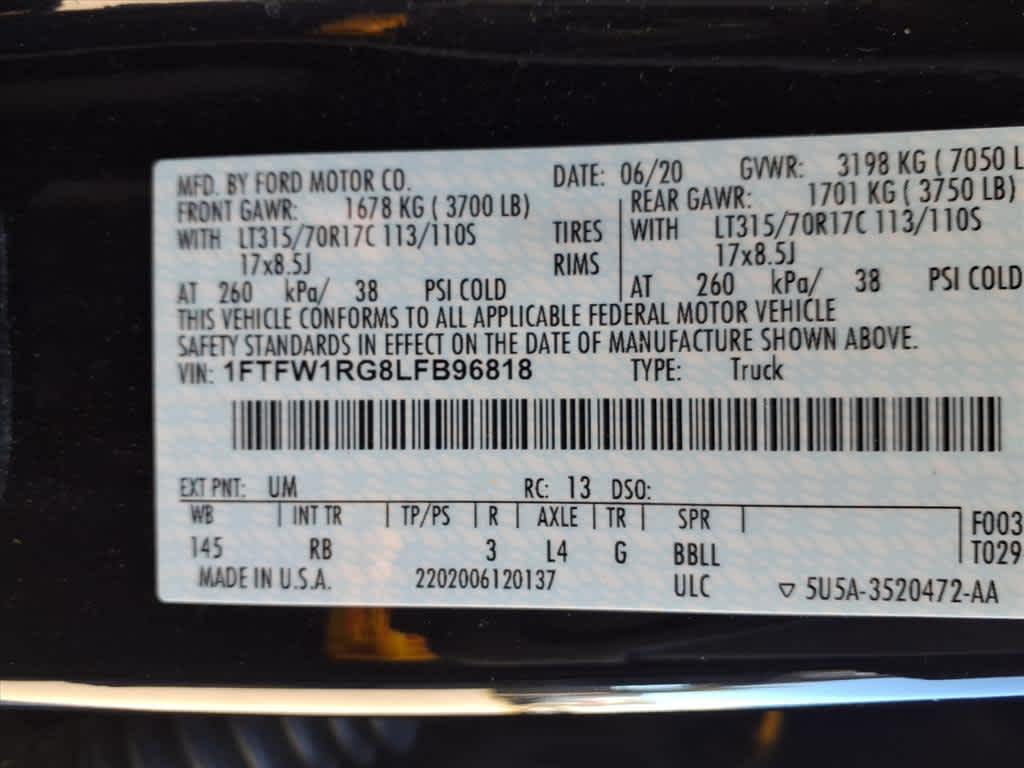 MFD. BY FORD MOTOR CO. DATE: 06/20 GVWR: 3198 KG ( 7050 L
FRONT GAWR: 1678 KG ( 3700 LB) REAR GAWR: 1701 KG ( 3750 LB)
WITH LT315/70R17C 113/110S TIRES WITH LT315/70R17C 113/110S
17x8.5J RIMS 17x8.5J
AT 260 kPa/ 38 PSI COLD AT 260 kPa/ 38 PSI COLD
THIS VEHICLE CONFORMS TO ALL APPLICABLE FEDERAL MOTOR VEHICLE
SAFETY STANDARDS IN EFFECT ON THE DATE OF MANUFACTURE SHOWN ABOVE.
VIN: 1FTFW1RG8LFB96818 TYPE: Truck
EXT PNT: UM RC: 13 DSO:
WB INT TR TP/PS R AXLE TR SPR F003
145 RB 3 L4 G BBLL T029
MADE IN U.S.A. 2202006120137 ULC ▽ 5U5A-3520472-AA